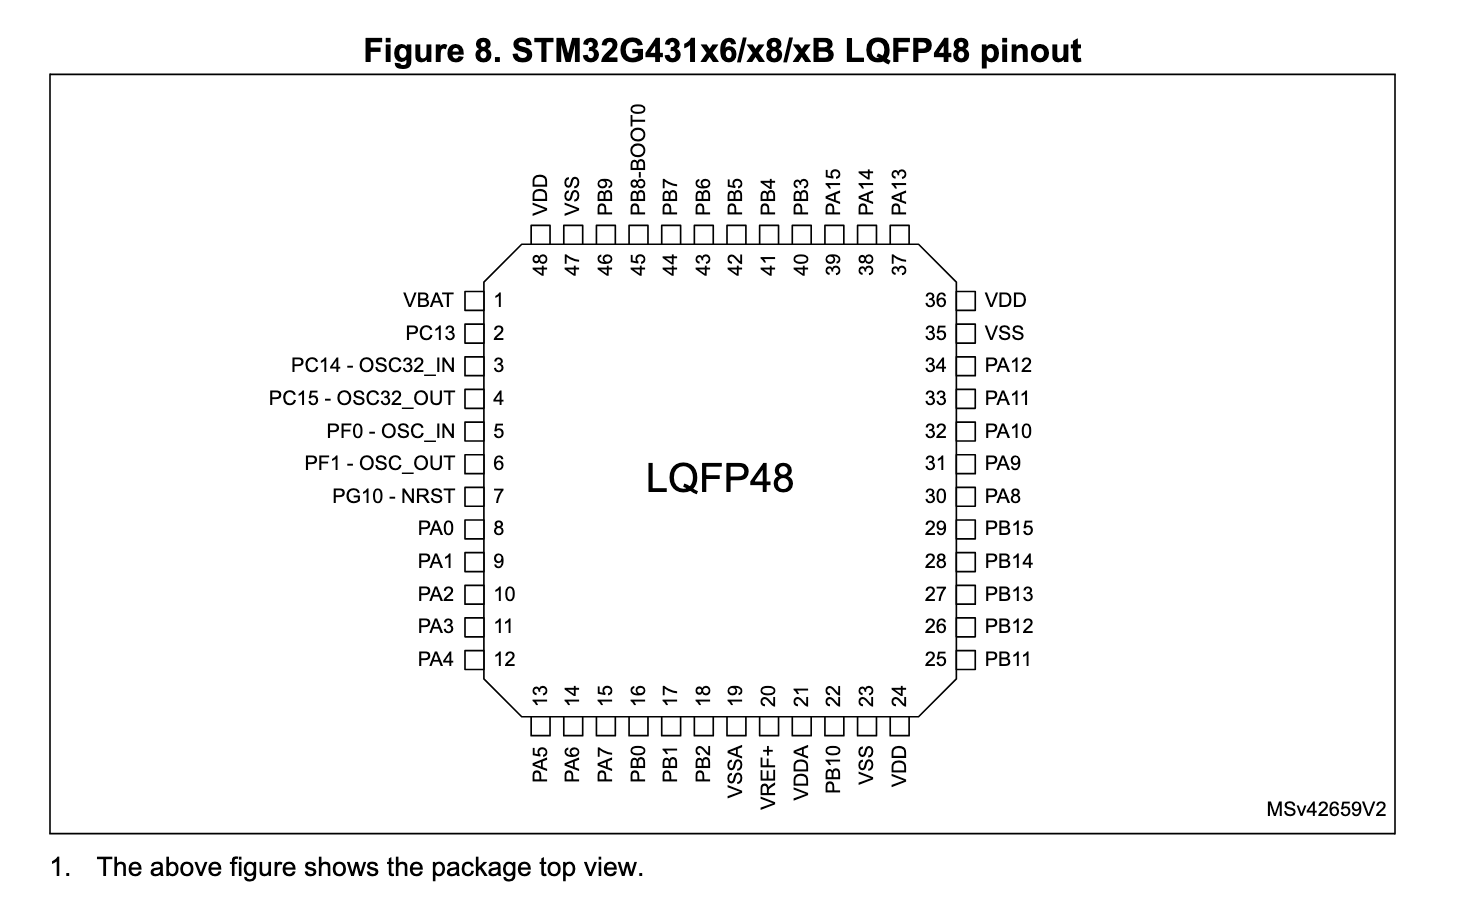 Figure 8. STM32G431x6/x8/xB LQFP48 pinout
VDD
VSS
PB9
PB8-BOOT0
PB7
PB6
PB5
PB4
PB3
PA15
PA14
PA13
48
47
46
45
44
43
42
41
40
39
38
37
VBAT 1
PC13 2
PC14 - OSC32_IN 3
PC15 - OSC32_OUT 4
PF0 - OSC_IN 5
PF1 - OSC_OUT 6
PG10 - NRST 7
PA0 8
PA1 9
PA2 10
PA3 11
PA4 12
LQFP48
36 VDD
35 VSS
34 PA12
33 PA11
32 PA10
31 PA9
30 PA8
29 PB15
28 PB14
27 PB13
26 PB12
25 PB11
13
14
15
16
17
18
19
20
21
22
23
24
PA5
PA6
PA7
PB0
PB1
PB2
VSSA
VREF+
VDDA
PB10
VSS
VDD
MSv42659V2
1. The above figure shows the package top view.